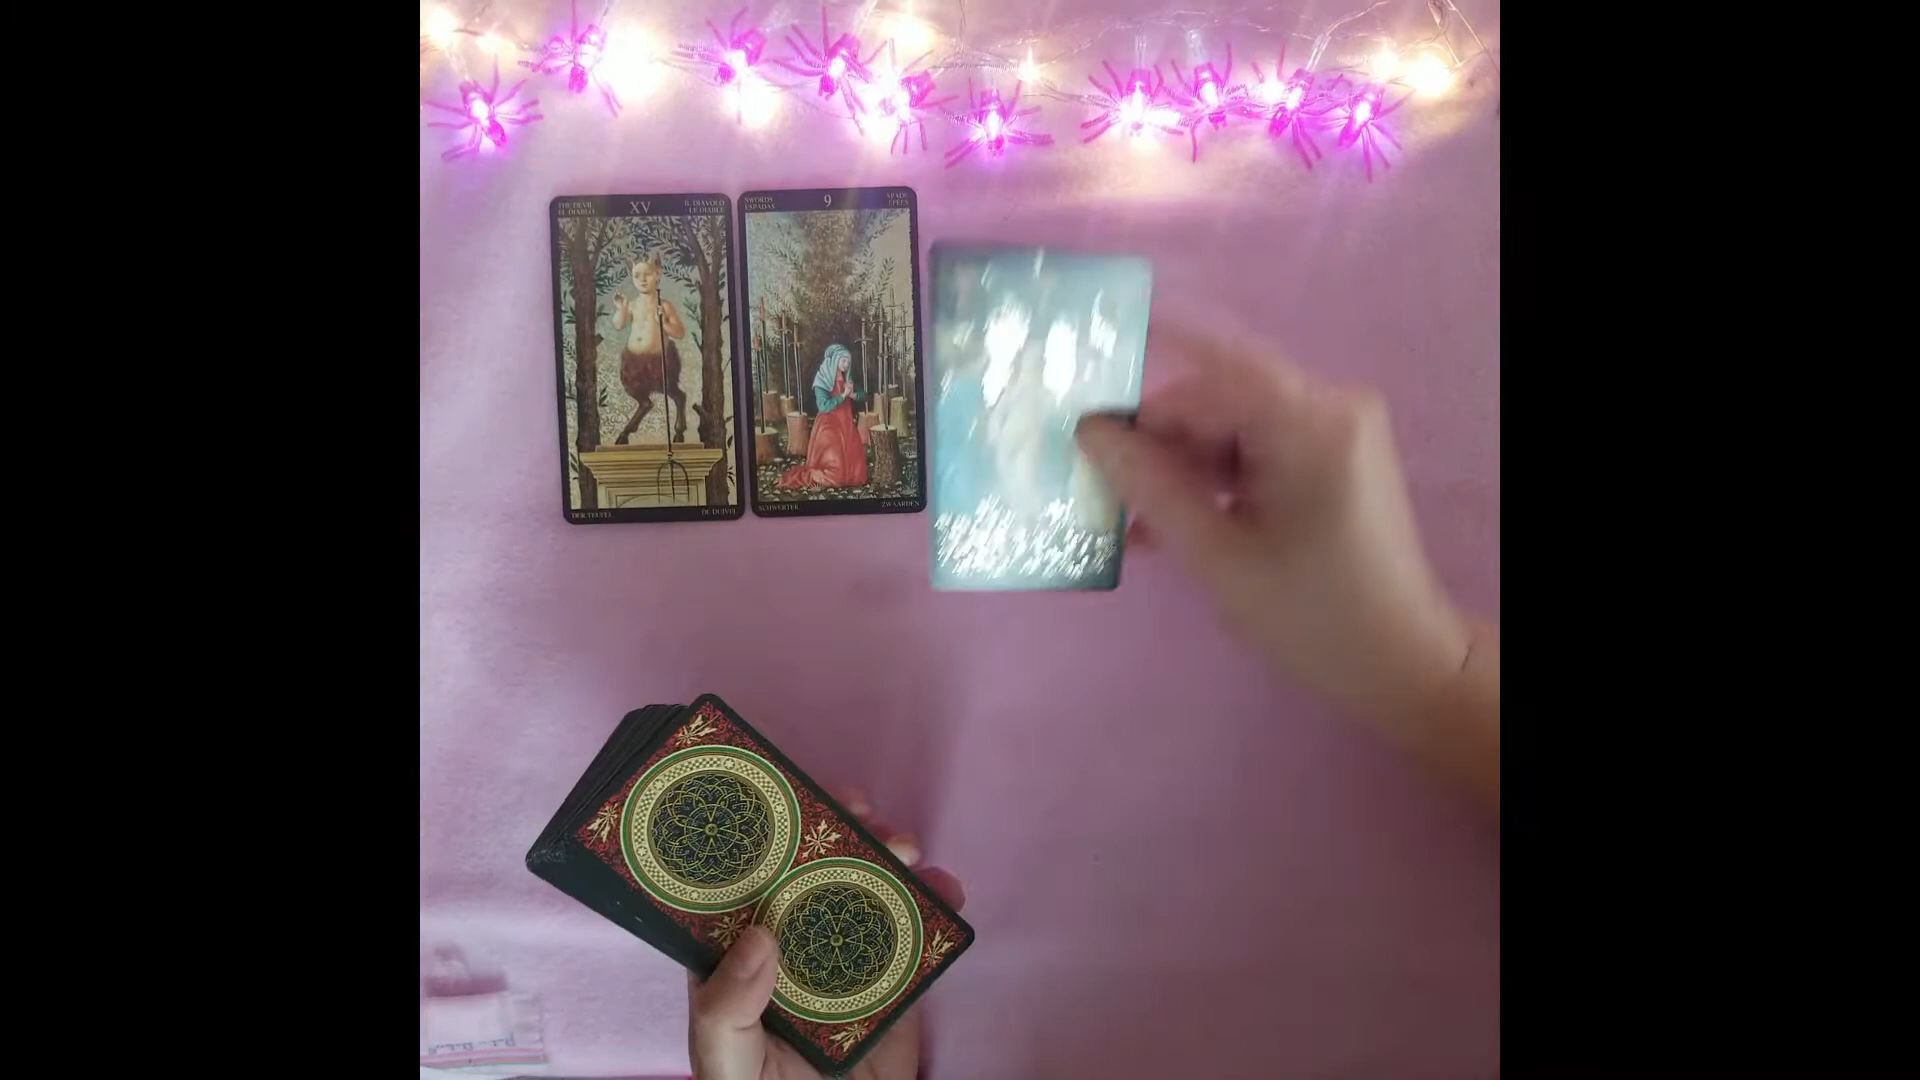 THE DEVIL
EL DIABLO
XV
IL DIAVOLO
LE DIABLE
DER TEUFEL
DE DUIVEL
SWORDS
ESPADAS
9
SPADE
ÉPÉES
SCHWERTER
ZWAARDEN